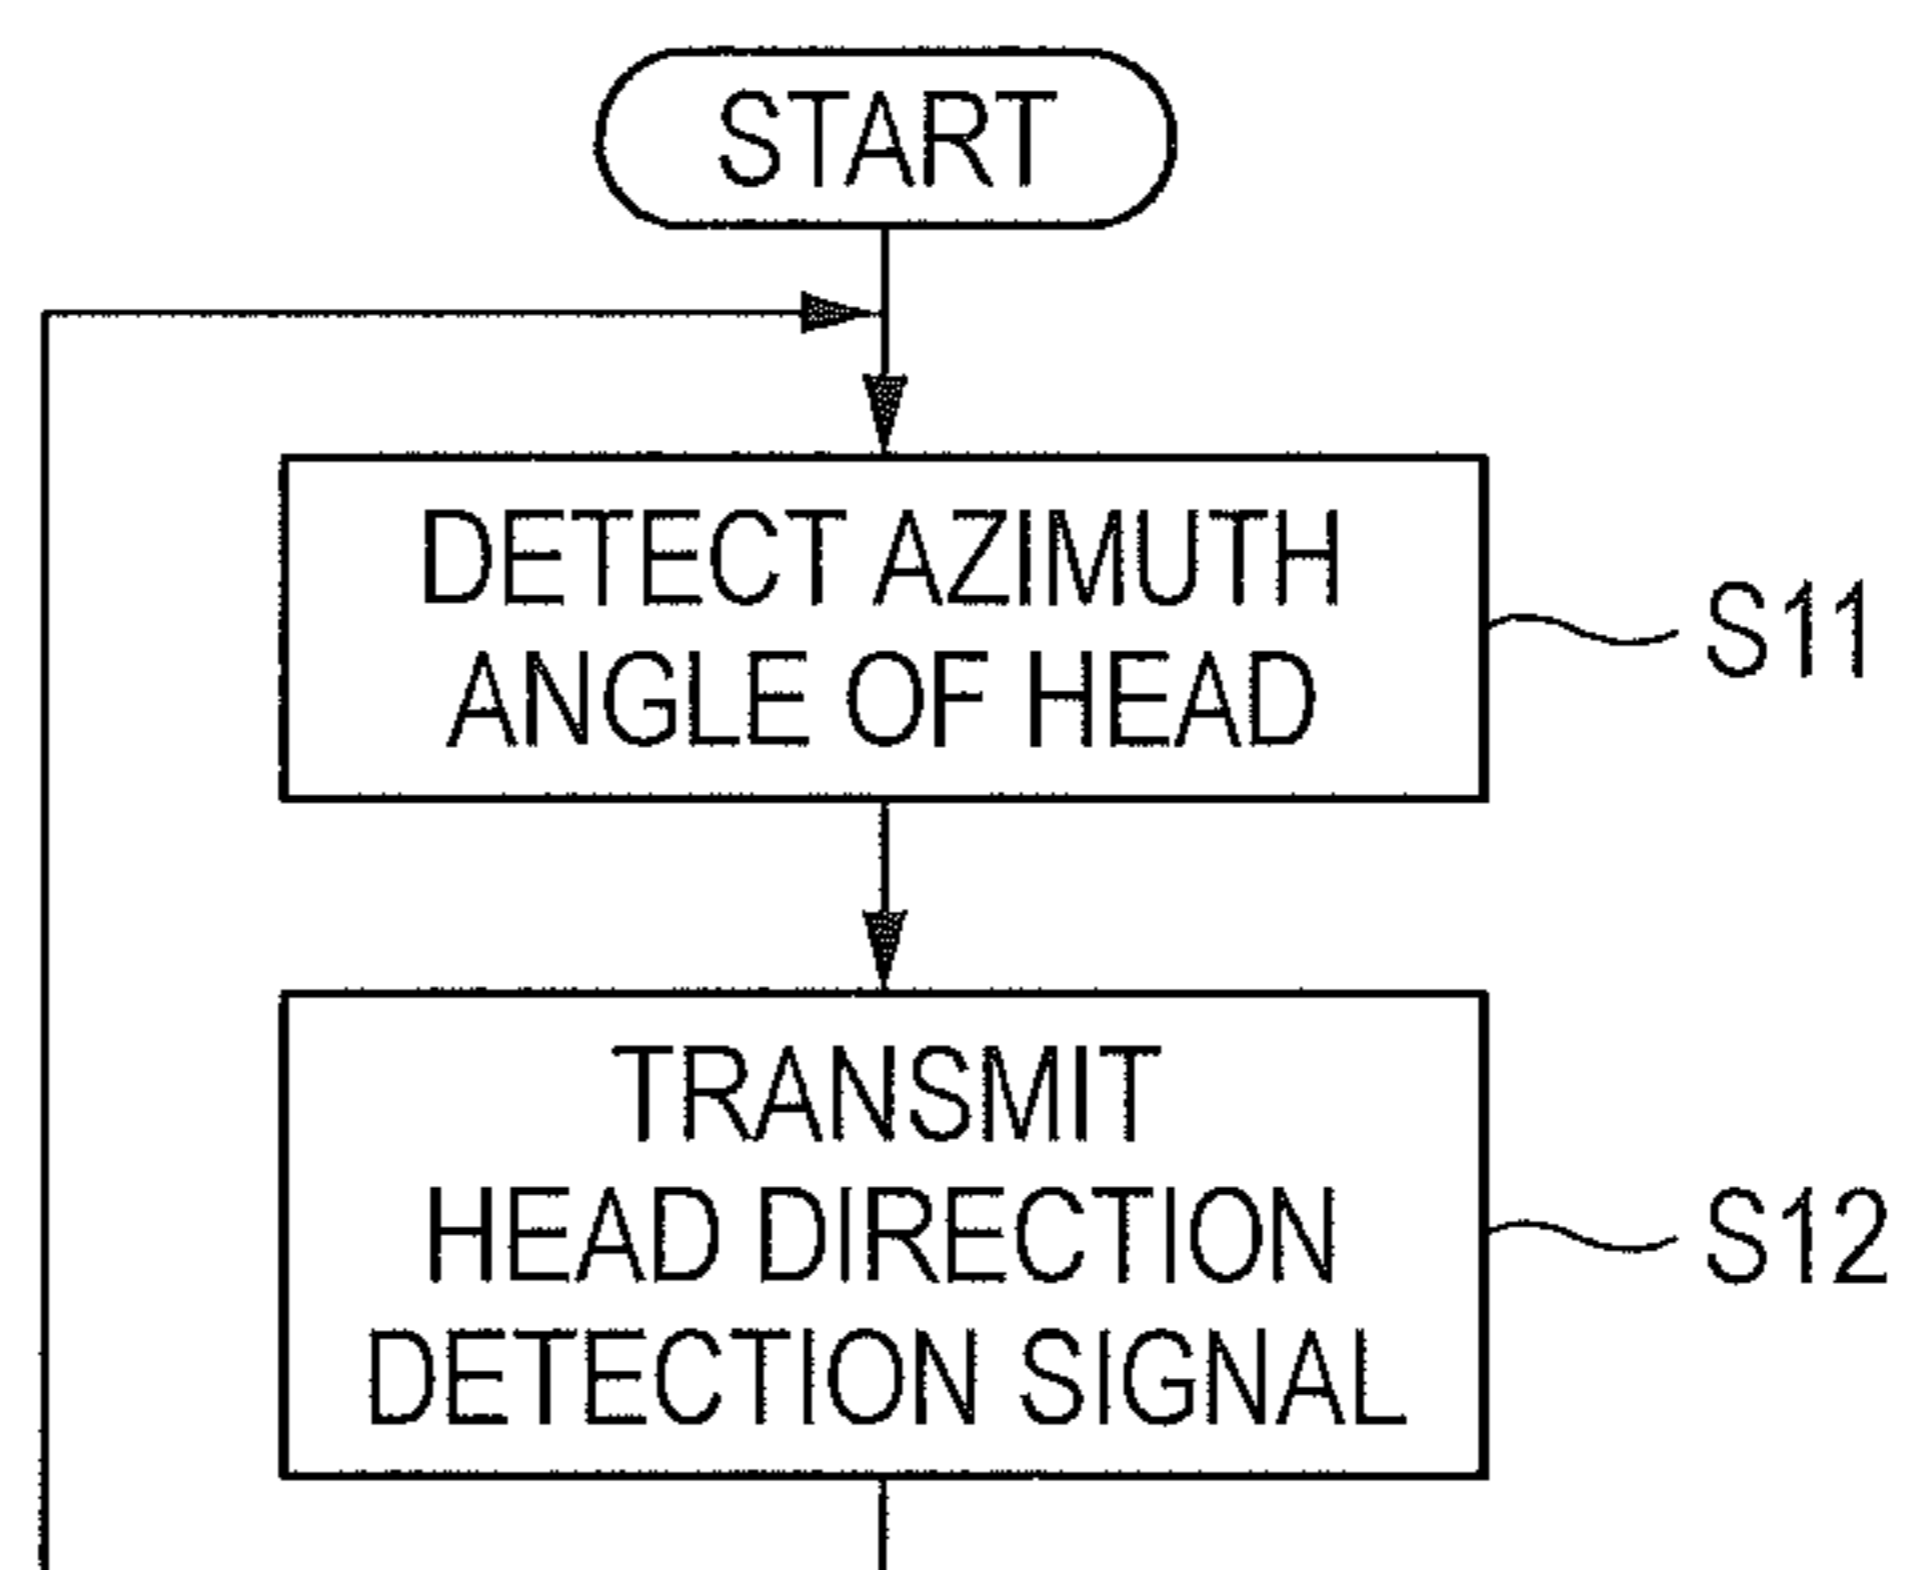 START
DETECT AZIMUTH
ANGLE OF HEAD
S11
TRANSMIT
HEAD DIRECTION
DETECTION SIGNAL
S12